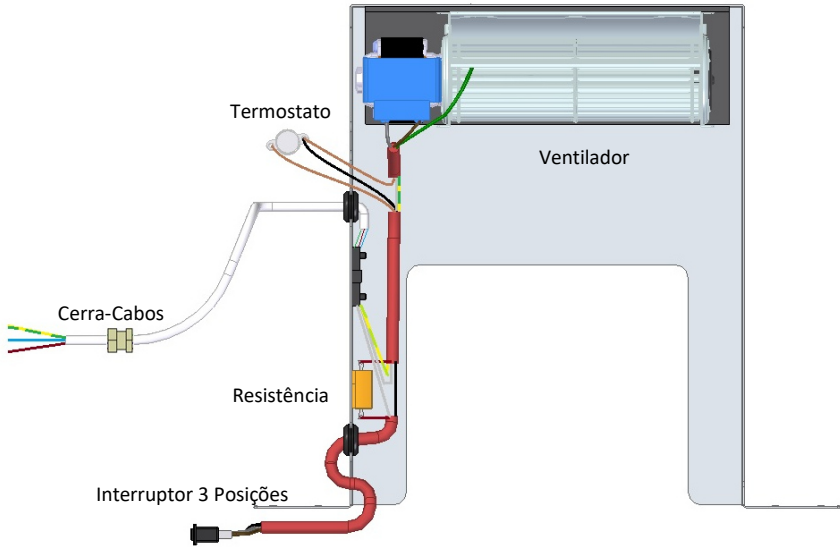 Termostato
Ventilador
Cerra-Cabos
Resistência
Interruptor 3 Posições